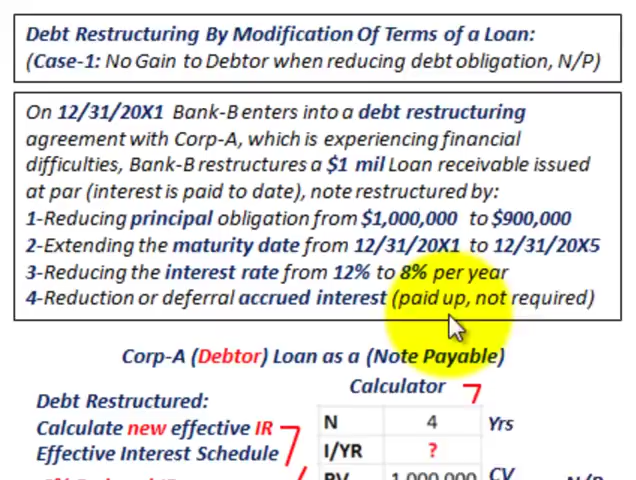 Debt Restructuring By Modification Of Terms of a Loan:
(Case-1: No Gain to Debtor when reducing debt obligation, N/P)
On 12/31/20X1 Bank-B enters into a debt restructuring
agreement with Corp-A, which is experiencing financial
difficulties, Bank-B restructures a $1 mil Loan receivable issued
at par (interest is paid to date), note restructured by:
1-Reducing principal obligation from $1,000,000 to $900,000
2-Extending the maturity date from 12/31/20X1 to 12/31/20X5
3-Reducing the interest rate from 12% to 8% per year
4-Reduction or deferral accrued interest (paid up, not required)
Corp-A (Debtor) Loan as a (Note Payable)
Calculator
Debt Restructured:
Calculate new effective IR
Effective Interest Schedule
N 4 Yrs
I/YR ?
PV 1,000,000 CV
N/P